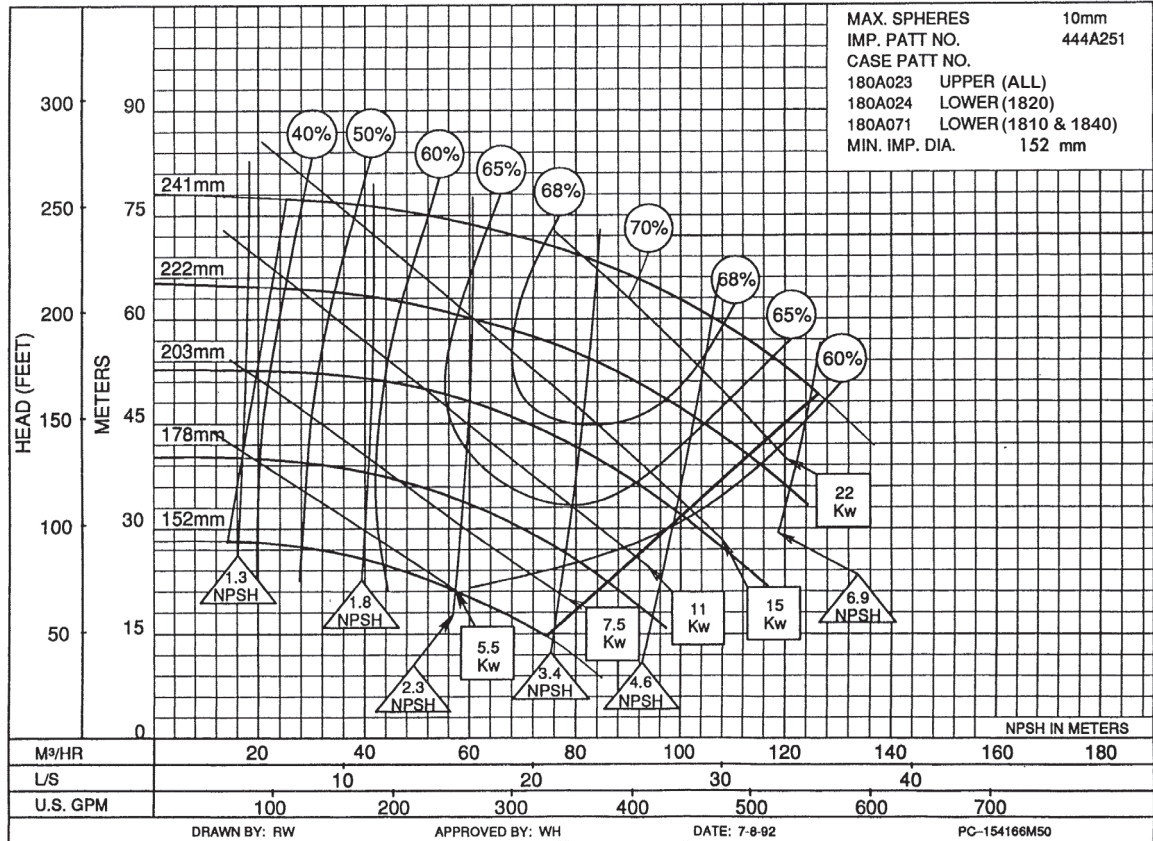 MAX. SPHERES 10mm
IMP. PATT NO. 444A251
CASE PATT NO.
180A023 UPPER (ALL)
180A024 LOWER (1820)
180A071 LOWER (1810 & 1840)
MIN. IMP. DIA. 152 mm
HEAD (FEET)
300
250
200
150
100
50
METERS
90
75
60
45
30
15
0
40%
50%
60%
65%
68%
70%
68%
65%
60%
241mm
222mm
203mm
178mm
152mm
1.3
NPSH
1.8
NPSH
2.3
NPSH
3.4
NPSH
4.6
NPSH
6.9
NPSH
5.5
Kw
7.5
Kw
11
Kw
15
Kw
22
Kw
NPSH IN METERS
M³/HR 20 40 60 80 100 120 140 160 180
L/S 10 20 30 40
U.S. GPM 100 200 300 400 500 600 700
DRAWN BY: RW APPROVED BY: WH DATE: 7-8-92 PC-154166M50